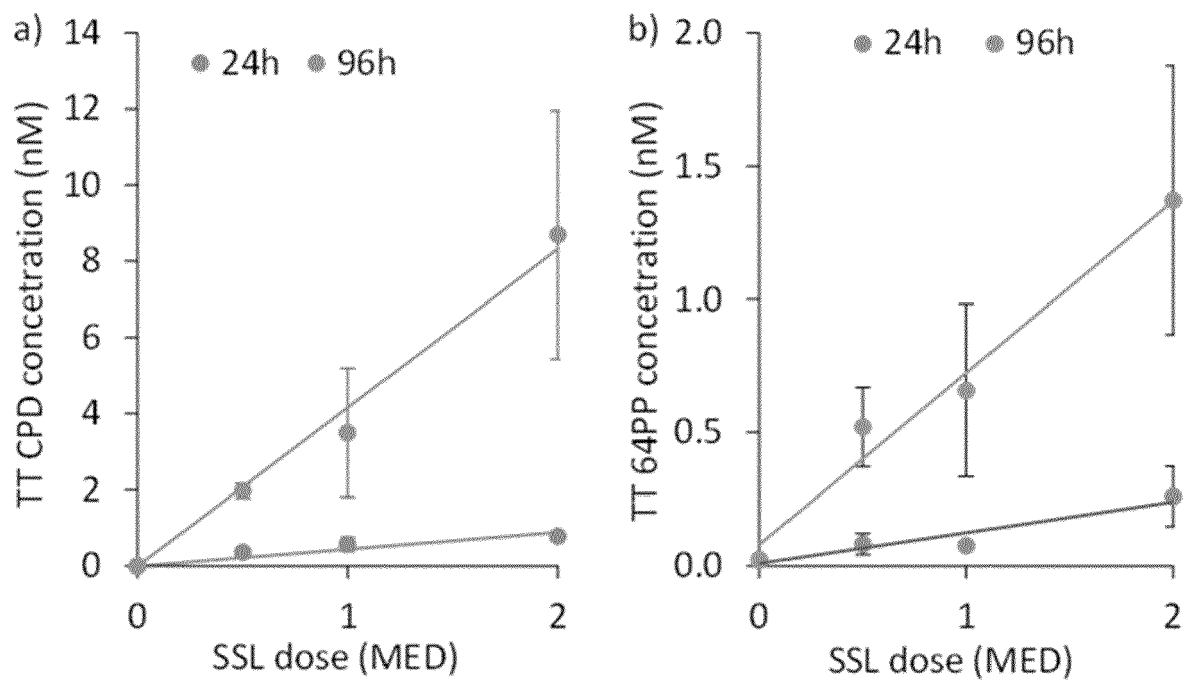 a)
24h 96h
TT CPD concetration (nM)
14
12
10
8
6
4
2
0
0 1 2
SSL dose (MED)
b)
24h 96h
TT 64PP concetration (nM)
2.0
1.5
1.0
0.5
0.0
0 1 2
SSL dose (MED)